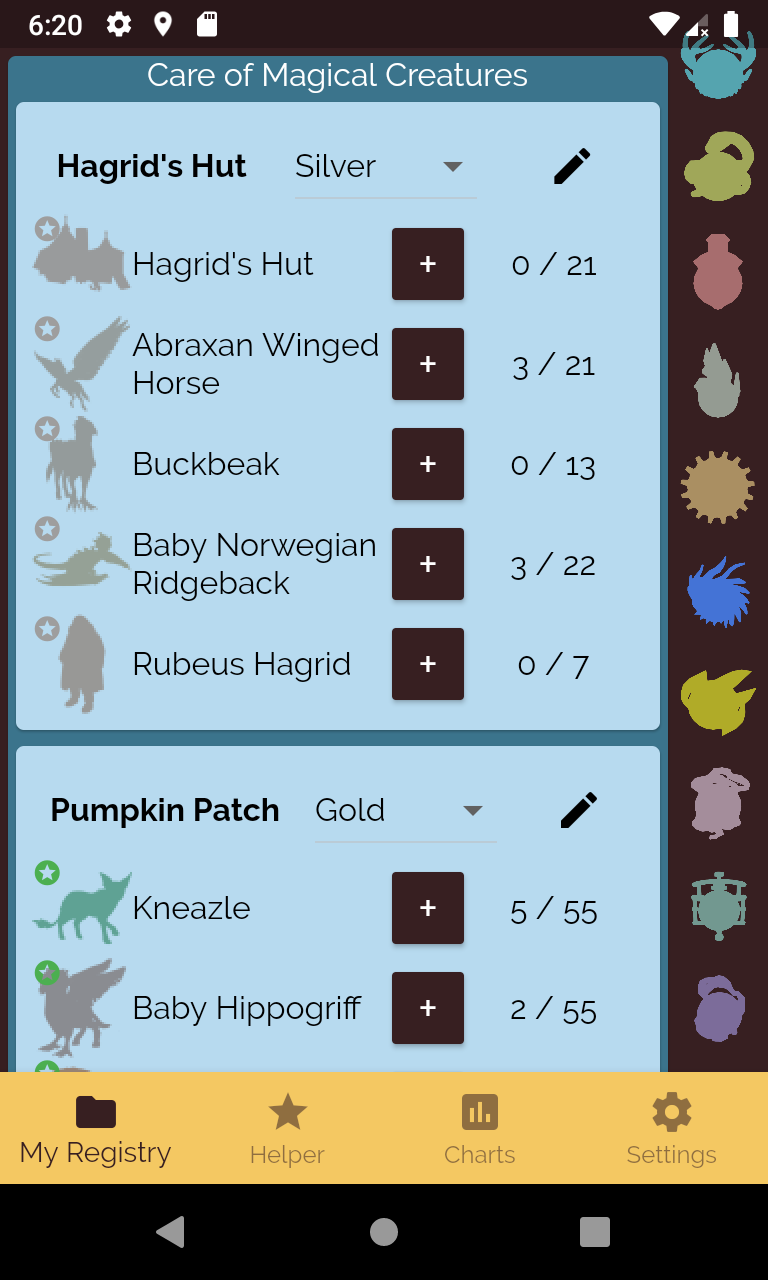 6:20
Care of Magical Creatures
Hagrid's Hut Silver
Hagrid's Hut + 0 / 21
Abraxan Winged
Horse + 3 / 21
Buckbeak + 0 / 13
Baby Norwegian
Ridgeback + 3 / 22
Rubeus Hagrid + 0 / 7
Pumpkin Patch Gold
Kneazle + 5 / 55
Baby Hippogriff + 2 / 55
My Registry Helper Charts Settings